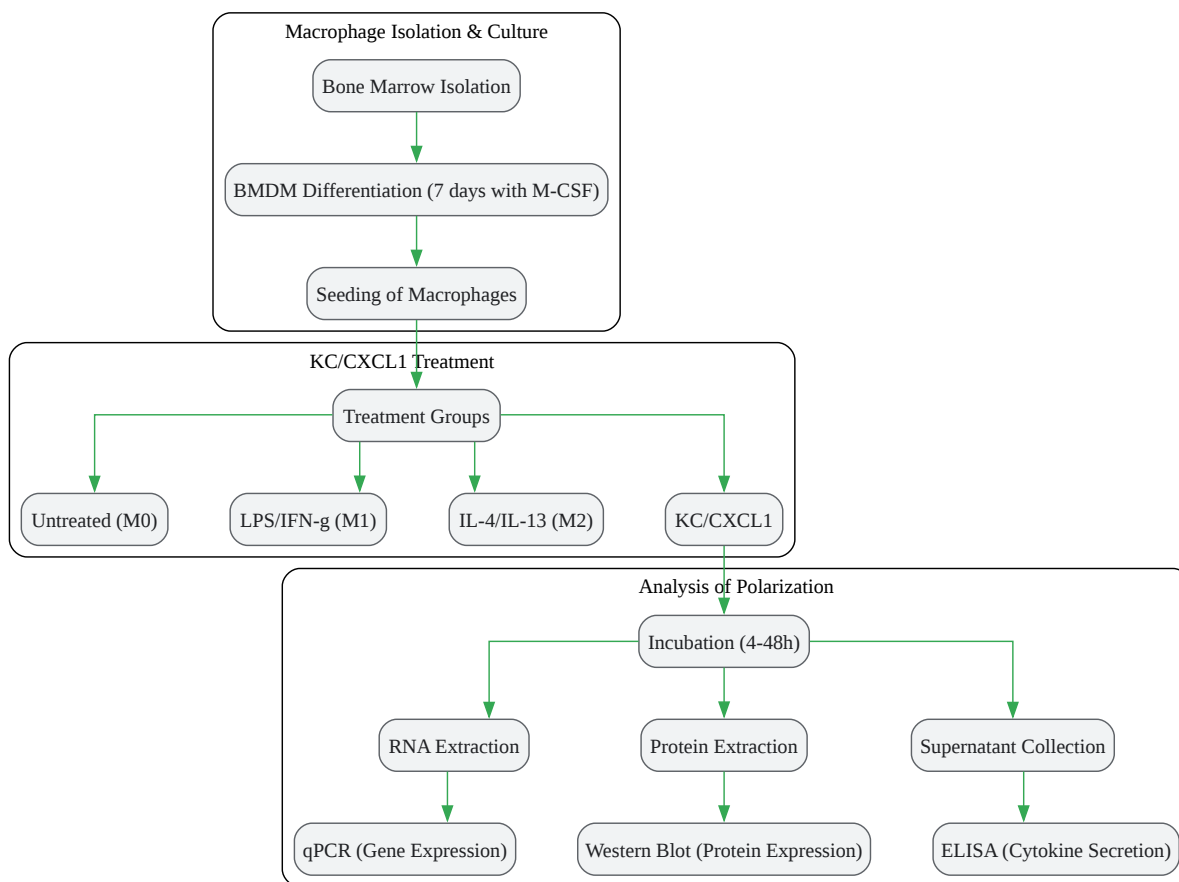 Macrophage Isolation & Culture
Bone Marrow Isolation
BMDM Differentiation (7 days with M-CSF)
Seeding of Macrophages
KC/CXCL1 Treatment
Treatment Groups
Untreated (M0)
LPS/IFN-g (M1)
IL-4/IL-13 (M2)
KC/CXCL1
Analysis of Polarization
Incubation (4-48h)
RNA Extraction
Protein Extraction
Supernatant Collection
qPCR (Gene Expression)
Western Blot (Protein Expression)
ELISA (Cytokine Secretion)